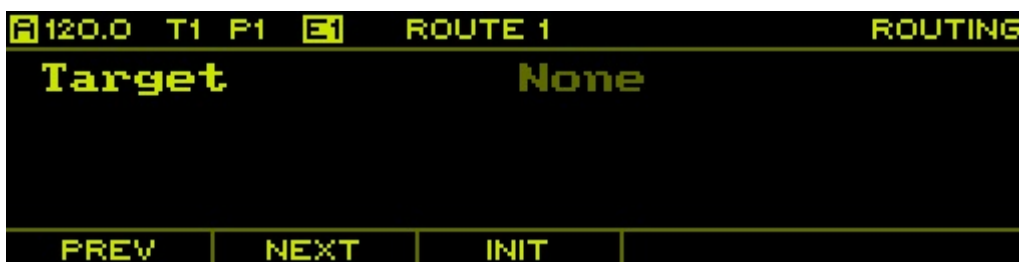 A 120.0 T1 P1 E1 ROUTE 1 ROUTING
Target None
PREV NEXT INIT